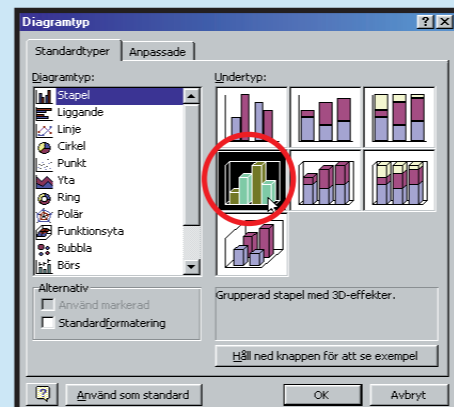 Diagramtyp
Standardtyper Anpassade
Diagramtyp:
Stapel
Liggande
Linje
Cirkel
Punkt
Yta
Ring
Polär
Funktionsyta
Bubbla
Börs
Undertyp:
Alternativ
Använd markerad
Standardformatering
Grupperad stapel med 3D-effekter.
Håll ned knappen för att se exempel
Använd som standard OK Avbryt